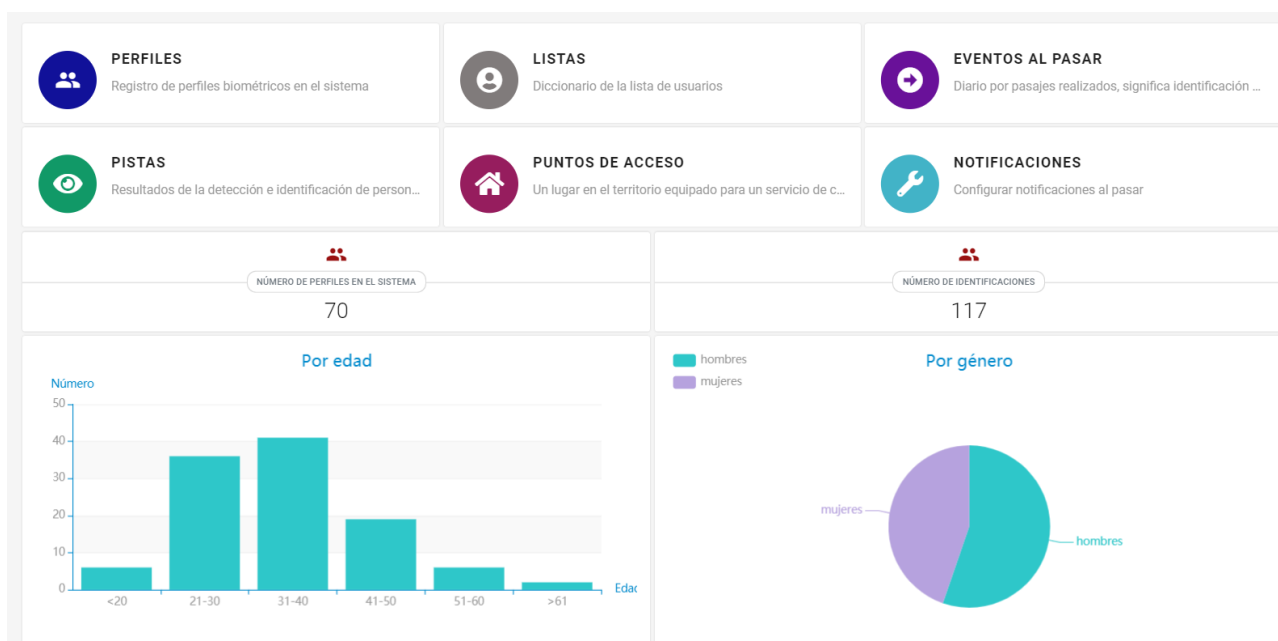 PERFILES
Registro de perfiles biométricos en el sistema
LISTAS
Diccionario de la lista de usuarios
EVENTOS AL PASAR
Diario por pasajes realizados, significa identificación ...
PISTAS
Resultados de la detección e identificación de person...
PUNTOS DE ACCESO
Un lugar en el territorio equipado para un servicio de c...
NOTIFICACIONES
Configurar notificaciones al pasar
NÚMERO DE PERFILES EN EL SISTEMA
70
NÚMERO DE IDENTIFICACIONES
117
Por edad
Número
50
40
30
20
10
0
<20
21-30
31-40
41-50
51-60
>61
Edad
hombres
mujeres
Por género
mujeres
hombres